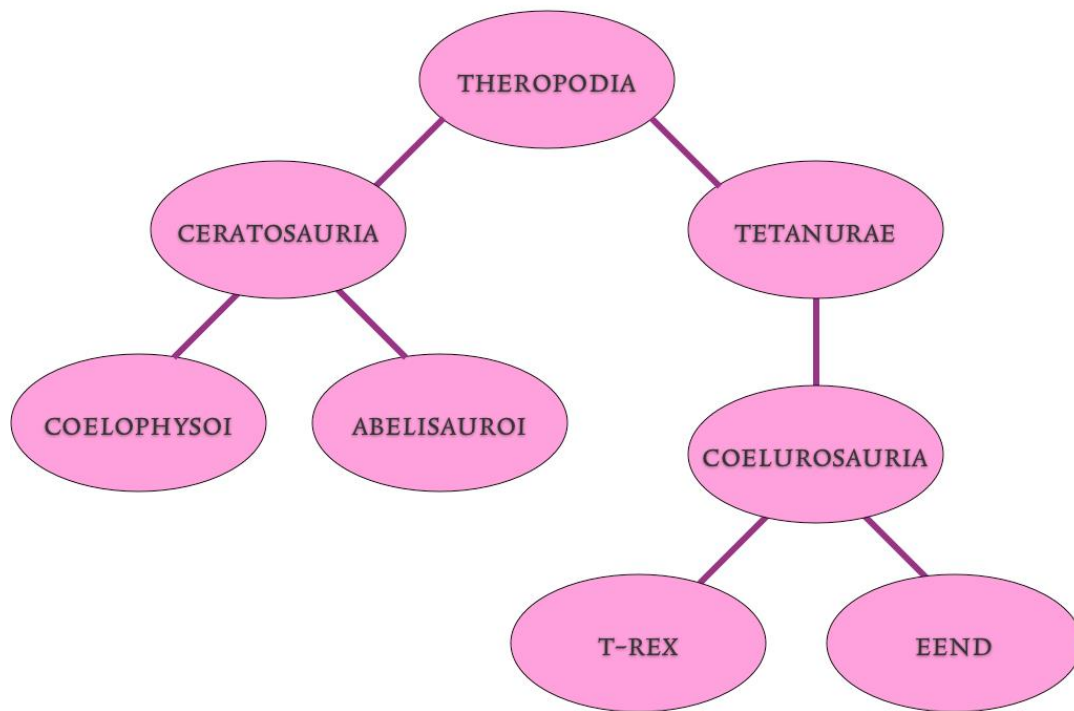 THEROPODIA
CERATOSAURIA
TETANURAE
COELOPHYSOI
ABELISAUROI
COELUROSAURIA
T-REX
EEND